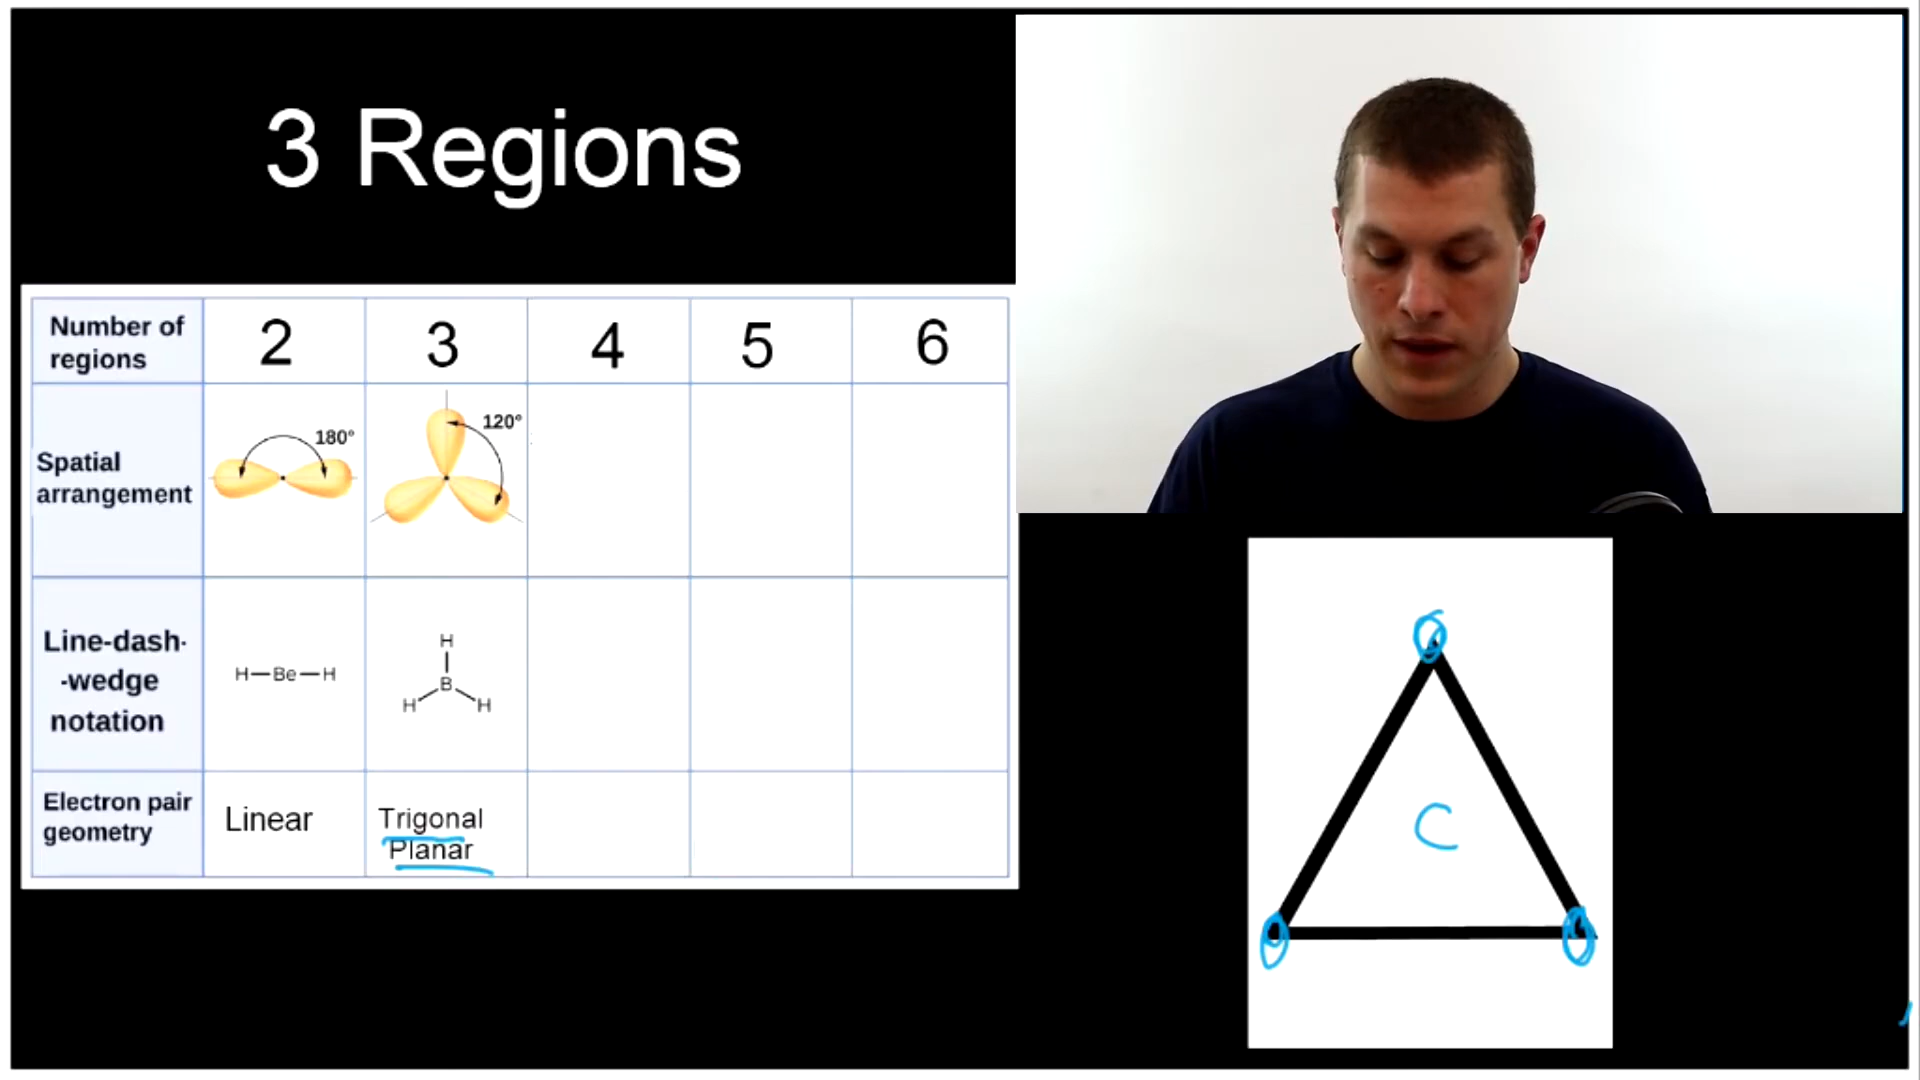 3 Regions
Number of
regions
2
3
4
5
6
Spatial
arrangement
180°
120°
Line-dash-
-wedge
notation
H—Be—H
H
B
H H
Electron pair
geometry
Linear
Trigonal
Planar
C